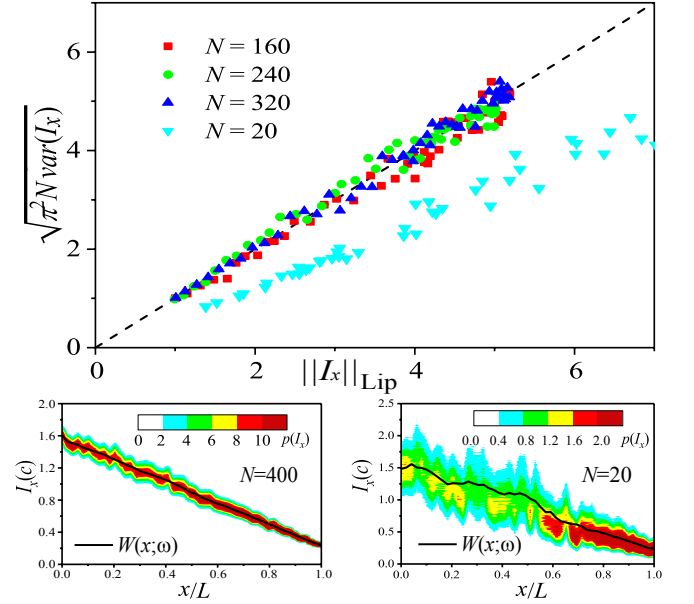 6
4
2
0
√π²N var(Iₓ)
N = 160
N = 240
N = 320
N = 20
0 2 4 6
||Iₓ||Lip
2.0
1.6
1.2
0.8
0.4
0.0
Iₓ(c)
0 2 4 6 8 10 p(Iₓ)
N=400
W(x;ω)
0.0 0.2 0.4 0.6 0.8 1.0
x/L
2.5
2.0
1.5
1.0
0.5
0.0
Iₓ(c)
0.0 0.4 0.8 1.2 1.6 2.0 p(Iₓ)
N=20
W(x;ω)
0.0 0.2 0.4 0.6 0.8 1.0
x/L